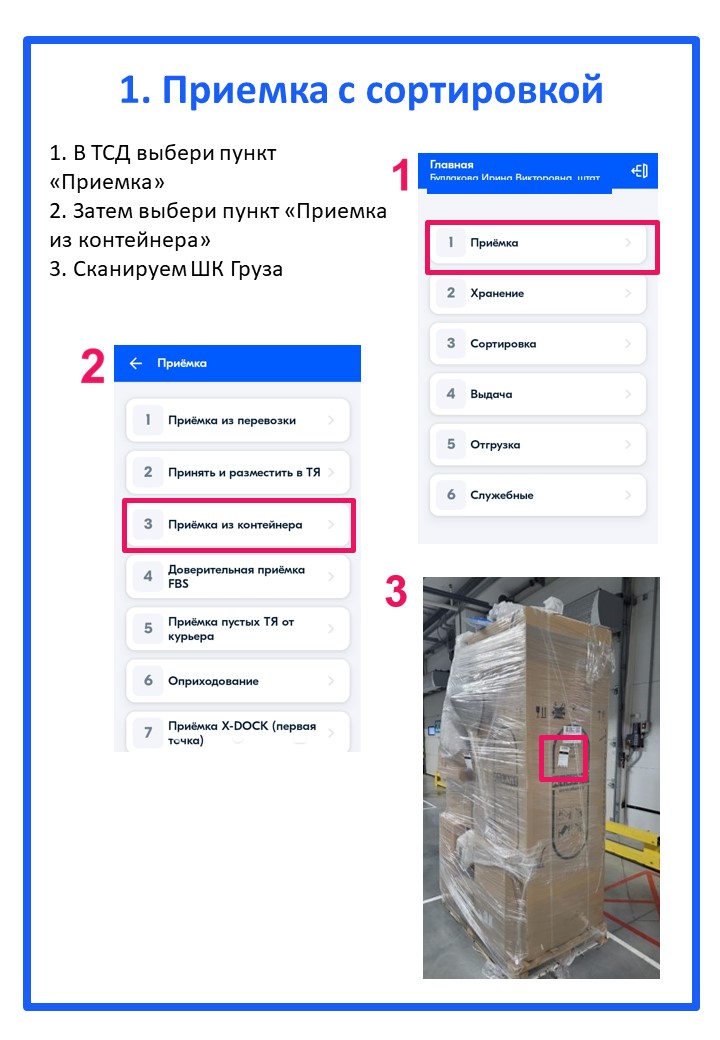 1. Приемка с сортировкой
1. В ТСД выбери пункт
«Приемка»
2. Затем выбери пункт «Приемка
из контейнера»
3. Сканируем ШК Груза
1
Главная
Ирина Викторовна, штат
1 Приёмка
2 Хранение
3 Сортировка
4 Выдача
5 Отгрузка
6 Служебные
2
Приёмка
1 Приёмка из перевозки
2 Принять и разместить в ТЯ
3 Приёмка из контейнера
4 Доверительная приёмка
FBS
5 Приёмка пустых ТЯ от
курьера
6 Оприходование
7 Приёмка X-DOCK (первая
точка)
3